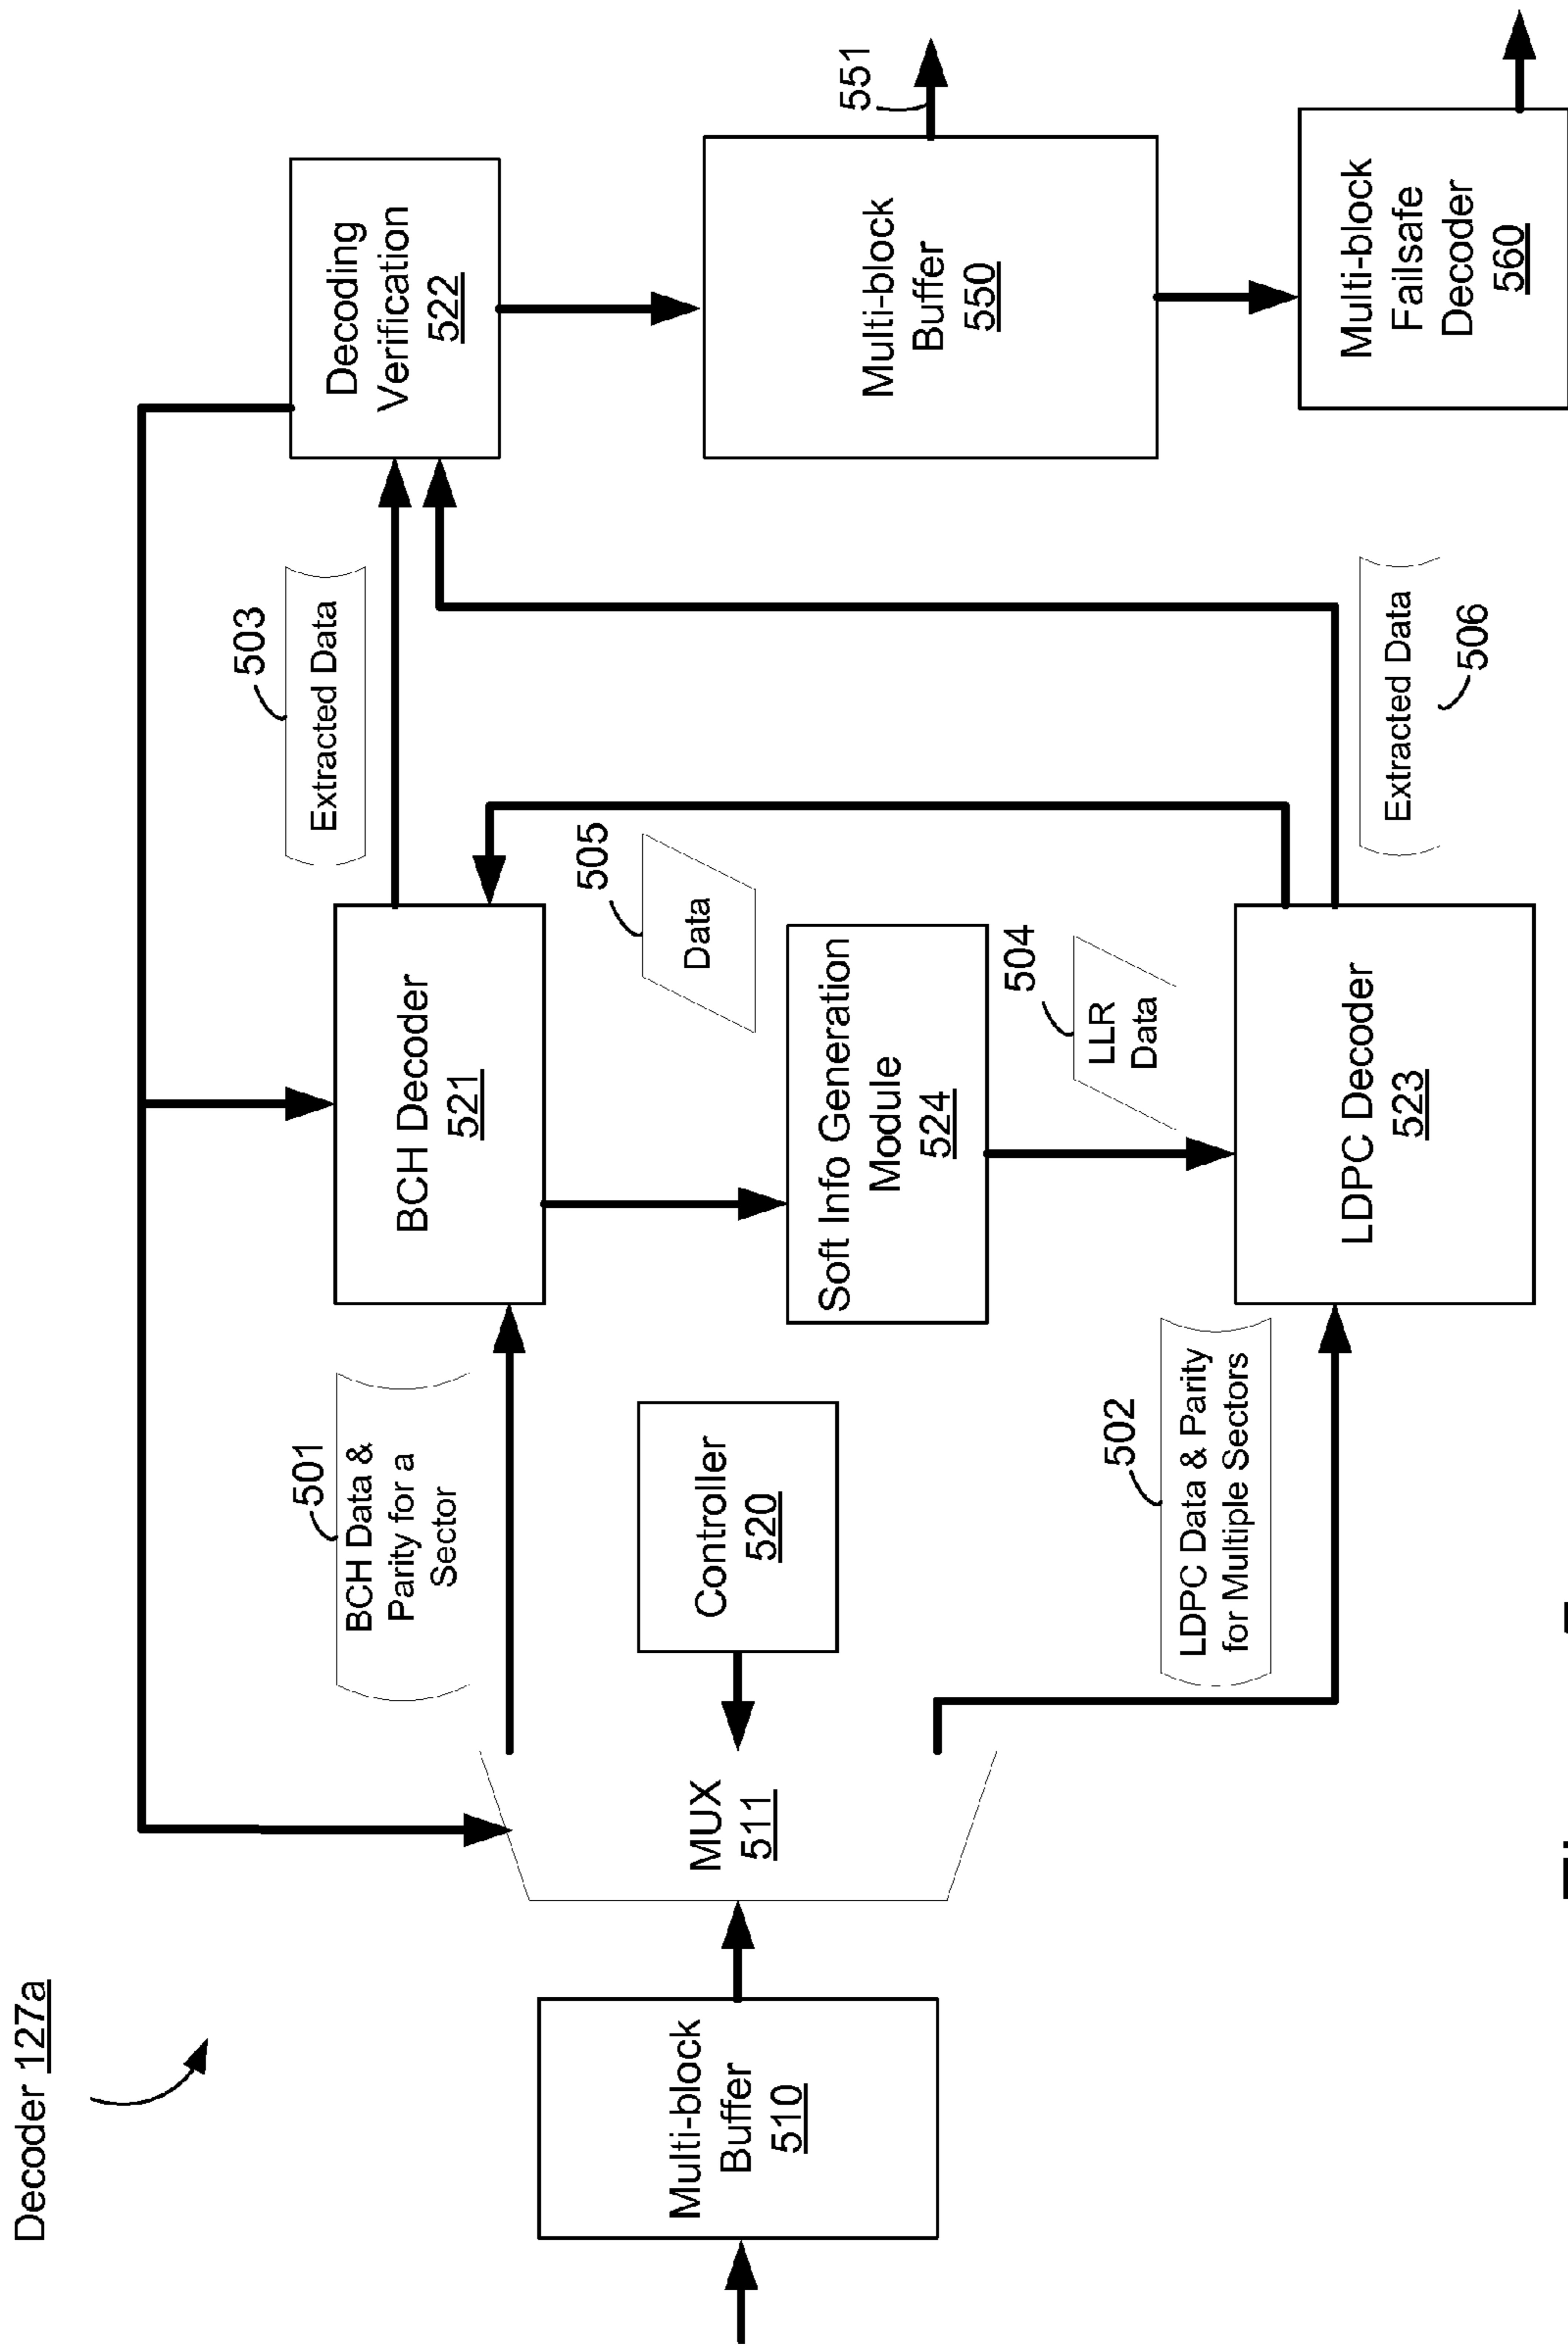 Decoder 127a
Multi-block
Buffer
510
MUX
511
501
BCH Data &
Parity for a
Sector
Controller
520
502
LDPC Data & Parity
for Multiple Sectors
BCH Decoder
521
Soft Info Generation
Module
524
504
LLR
Data
LDPC Decoder
523
505
Data
503
Extracted Data
Extracted Data
506
Decoding
Verification
522
Multi-block
Buffer
550
551
Multi-block
Failsafe
Decoder
560